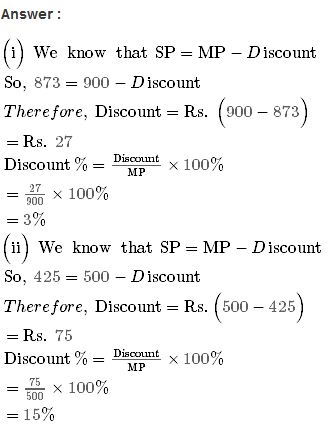 Answer :
(i) We know that SP = MP − Discount
So, 873 = 900 − Discount
Therefore, Discount = Rs. (900 − 873)
= Rs. 27
Discount % = Discount/MP × 100%
= 27/900 × 100%
= 3%
(ii) We know that SP = MP − Discount
So, 425 = 500 − Discount
Therefore, Discount = Rs. (500 − 425)
= Rs. 75
Discount % = Discount/MP × 100%
= 75/500 × 100%
= 15%